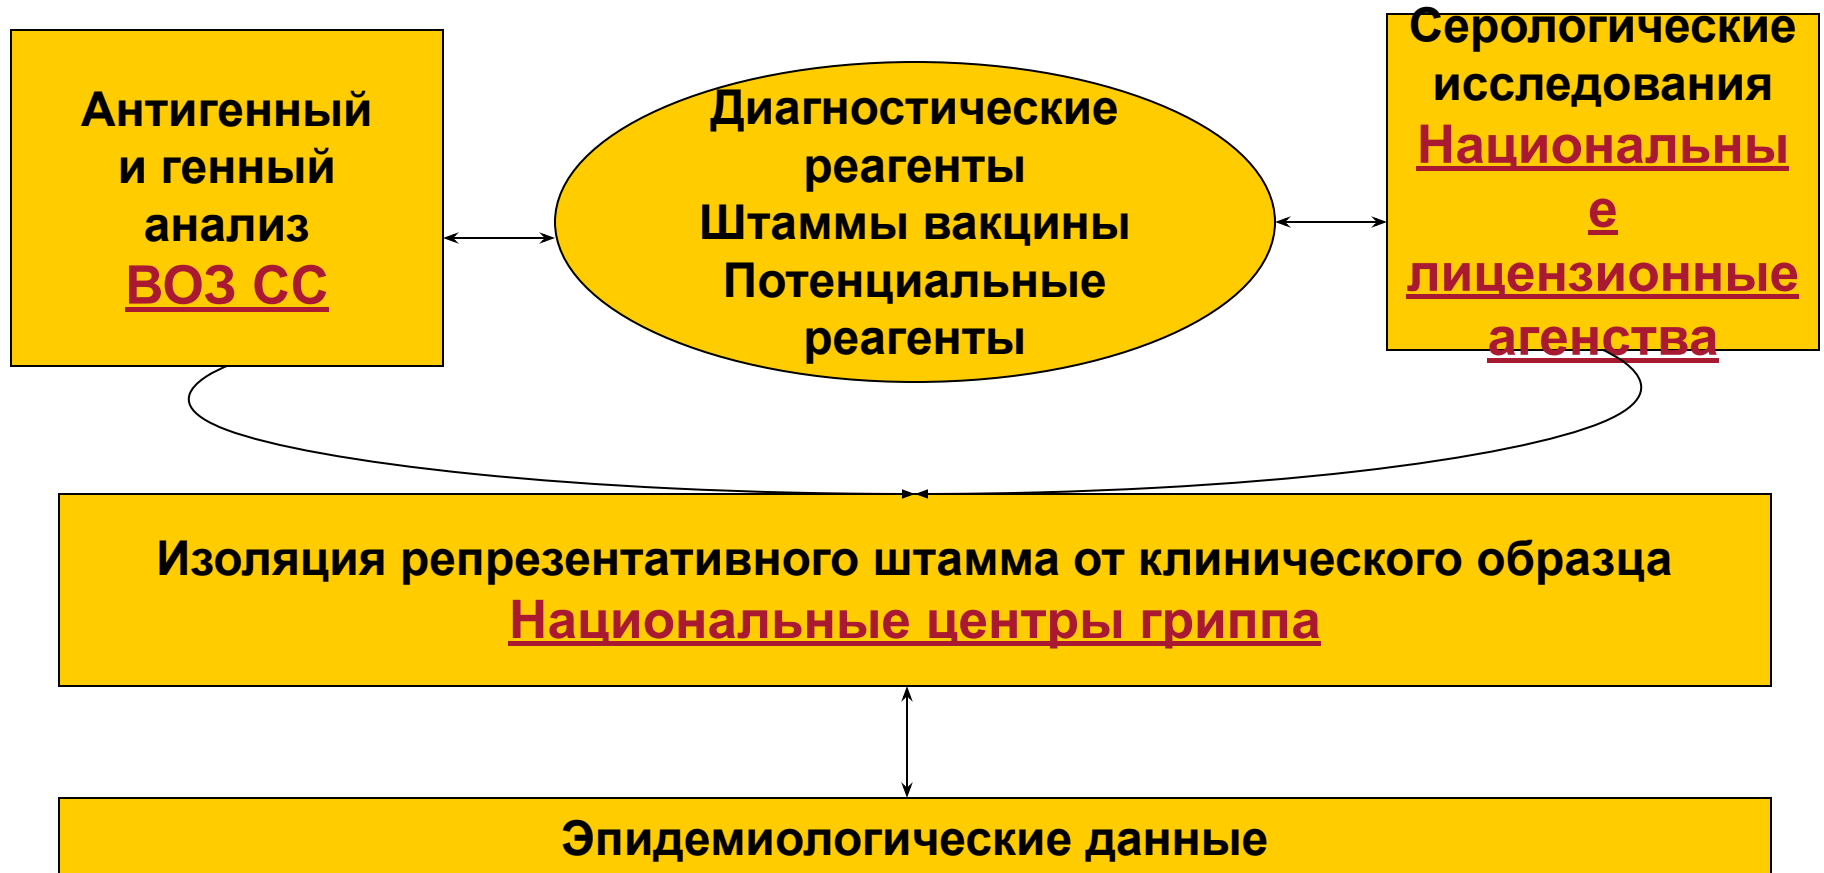 Антигенный
и генный
анализ
ВОЗ СС
Диагностические
реагенты
Штаммы вакцины
Потенциальные
реагенты
Серологические
исследования
Национальны
е
лицензионные
агенства
Изоляция репрезентативного штамма от клинического образца
Национальные центры гриппа
Эпидемиологические данные